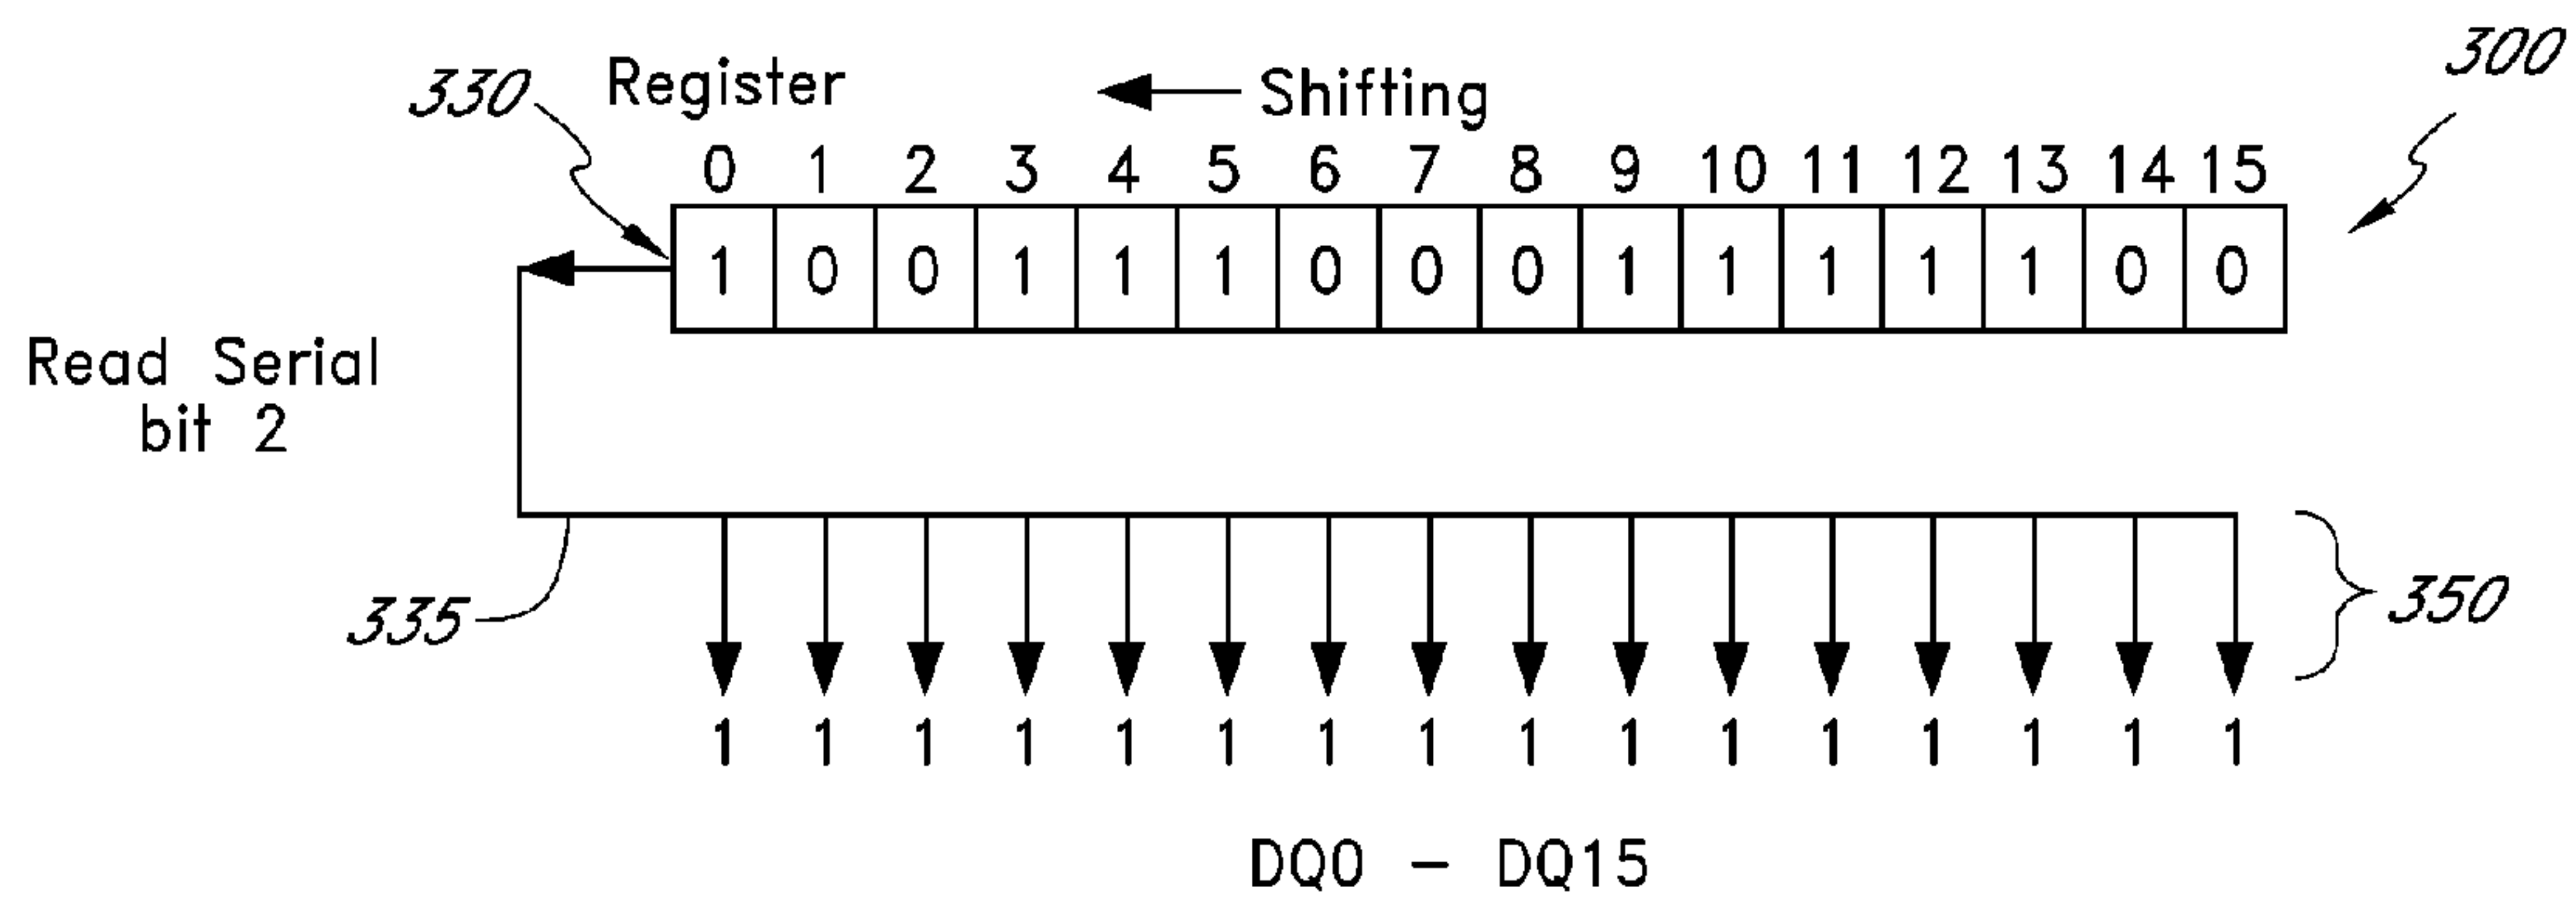 300
330 Register Shifting
0 1 2 3 4 5 6 7 8 9 10 11 12 13 14 15
1 0 0 1 1 1 0 0 0 1 1 1 1 1 0 0
Read Serial
bit 2
335
350
1 1 1 1 1 1 1 1 1 1 1 1 1 1 1 1
DQ0 - DQ15